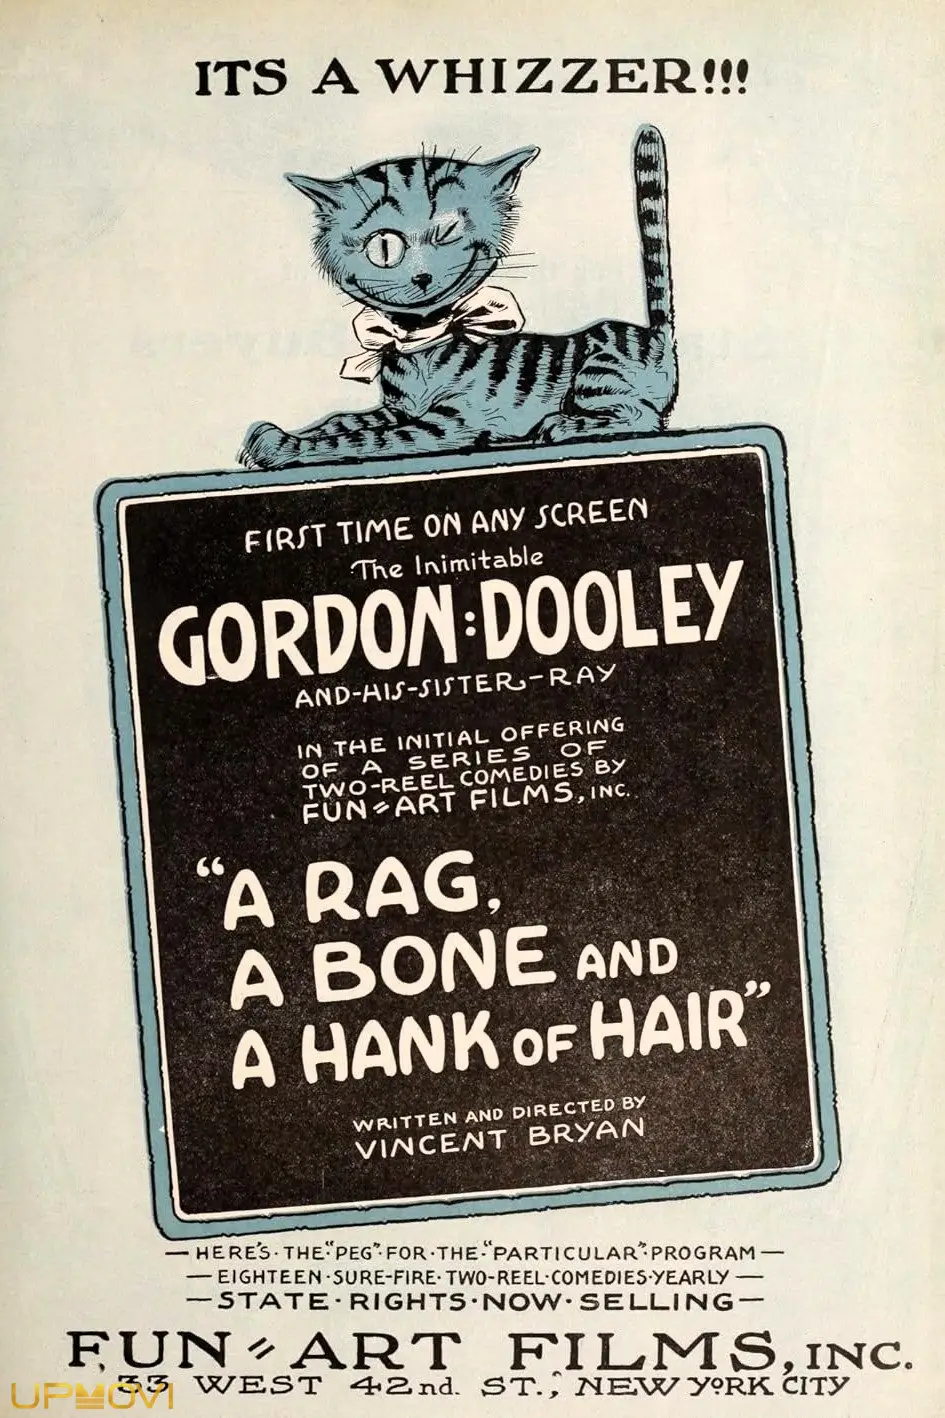 ITS A WHIZZER!!!
FIRST TIME ON ANY SCREEN
The Inimitable
GORDON:DOOLEY
AND-HIS-SISTER-RAY
IN THE INITIAL OFFERING
OF A SERIES OF
TWO-REEL COMEDIES BY
FUN=ART FILMS, INC.
"A RAG,
A BONE AND
A HANK OF HAIR"
WRITTEN AND DIRECTED BY
VINCENT BRYAN
—HERE'S·THE·"PEG"·FOR·THE·"PARTICULAR"·PROGRAM—
—EIGHTEEN·SURE-FIRE·TWO-REEL·COMEDIES·YEARLY—
—STATE·RIGHTS·NOW·SELLING—
FUN=ART FILMS, INC.
33 WEST 42nd. ST., NEW YORK CITY
UPMOVI